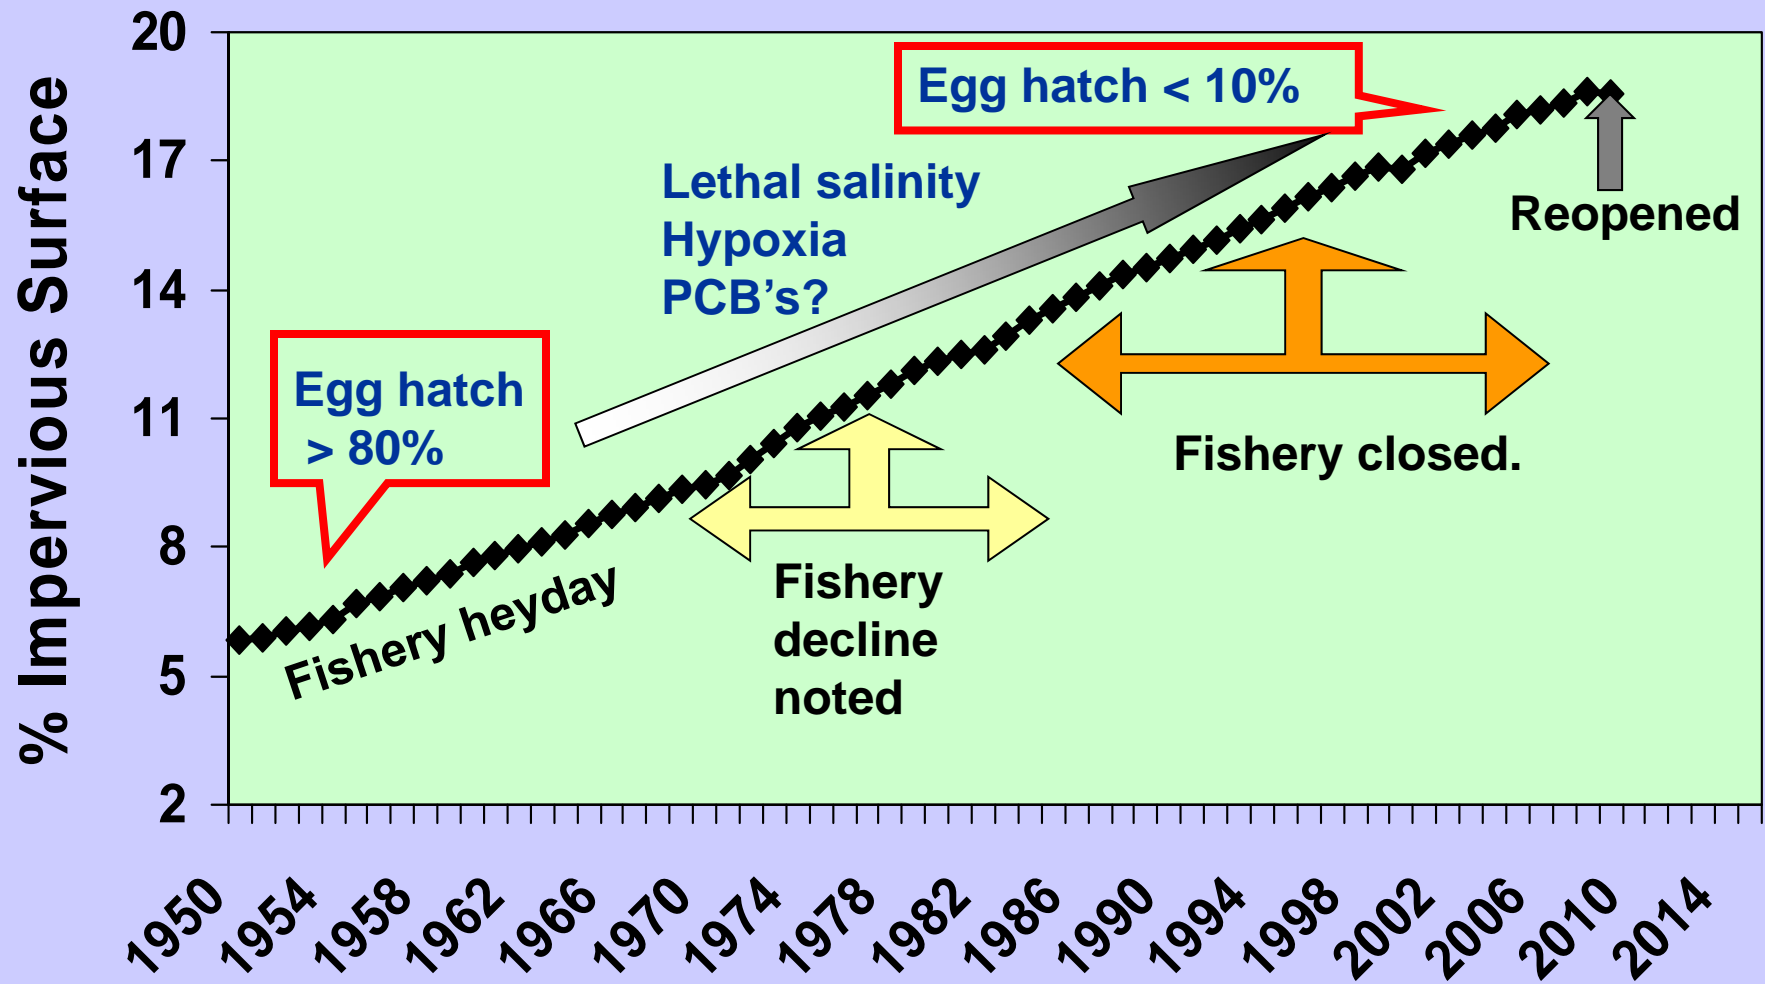 % Impervious Surface
20
17
14
11
8
5
2
Egg hatch < 10%
Lethal salinity
Hypoxia
PCB's?
Reopened
Egg hatch
> 80%
Fishery closed.
Fishery heyday
Fishery
decline
noted
1950
1954
1958
1962
1966
1970
1974
1978
1982
1986
1990
1994
1998
2002
2006
2010
2014